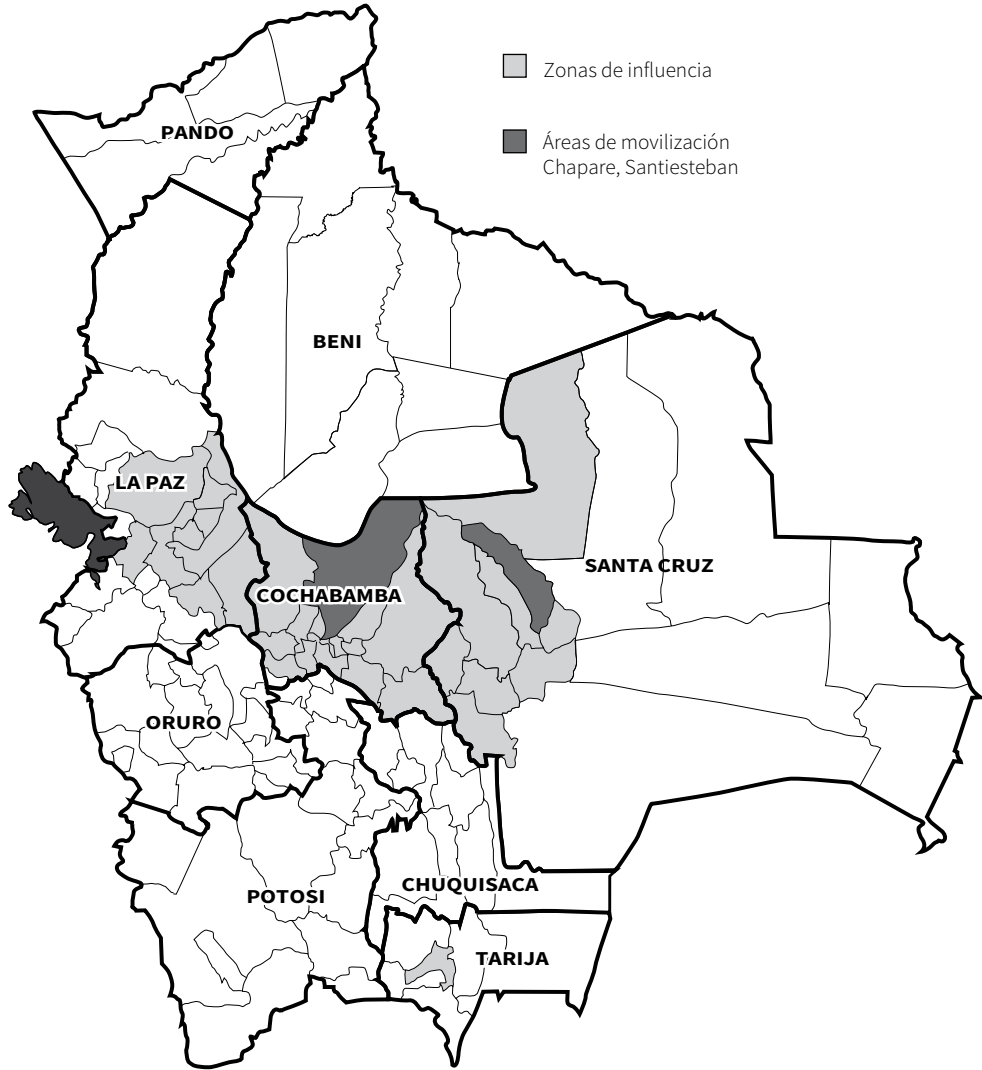 Zonas de influencia
Áreas de movilización
Chapare, Santiesteban
PANDO
BENI
LA PAZ
SANTA CRUZ
COCHABAMBA
ORURO
CHUQUISACA
POTOSI
TARIJA